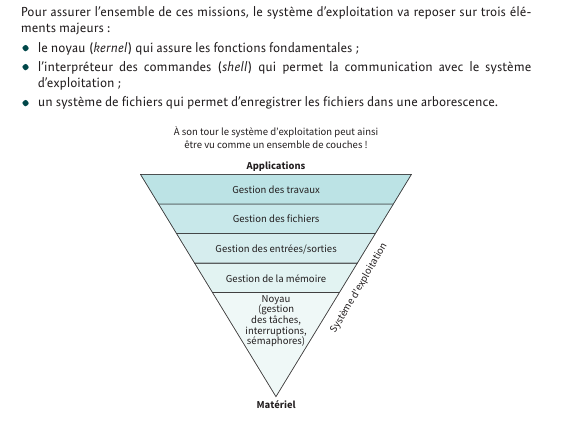 Pour assurer l'ensemble de ces missions, le système d'exploitation va reposer sur trois élé-
ments majeurs :
• le noyau (kernel) qui assure les fonctions fondamentales ;
• l'interpréteur des commandes (shell) qui permet la communication avec le système
d'exploitation ;
• un système de fichiers qui permet d'enregistrer les fichiers dans une arborescence.
À son tour le système d'exploitation peut ainsi
être vu comme un ensemble de couches !
Applications
Gestion des travaux
Gestion des fichiers
Gestion des entrées/sorties
Gestion de la mémoire
Noyau
(gestion
des tâches,
interruptions,
sémaphores)
Système d'exploitation
Matériel